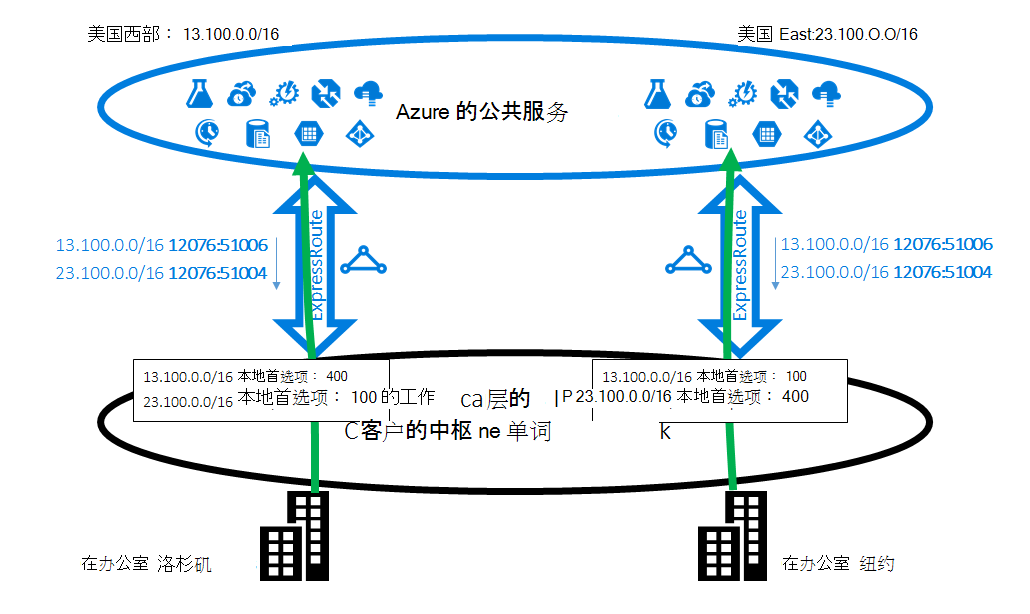 美国西部： 13.100.0.0/16
美国 East:23.100.O.O/16
Azure 的公共服务
ExpressRoute
ExpressRoute
13.100.0.0/16 12076:51006
23.100.0.0/16 12076:51004
13.100.0.0/16 12076:51006
23.100.0.0/16 12076:51004
13.100.0.0/16 本地首选项： 400
23.100.0.0/16 本地首选项： 100 的工作
ca层的
13.100.0.0/16 本地首选项： 100
|P 23.100.0.0/16 本地首选项： 400
C客户的中枢 ne 单词
k
在办公室 洛杉矶
在办公室 纽约